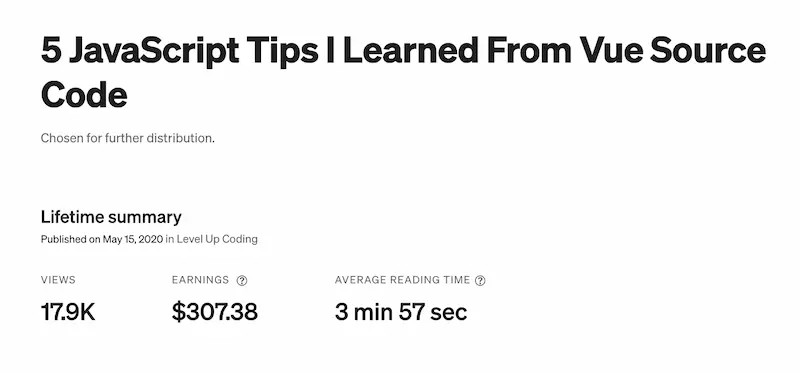 5 JavaScript Tips I Learned From Vue Source
Code
Chosen for further distribution.
Lifetime summary
Published on May 15, 2020 in Level Up Coding
VIEWS EARNINGS ? AVERAGE READING TIME ?
17.9K $307.38 3 min 57 sec